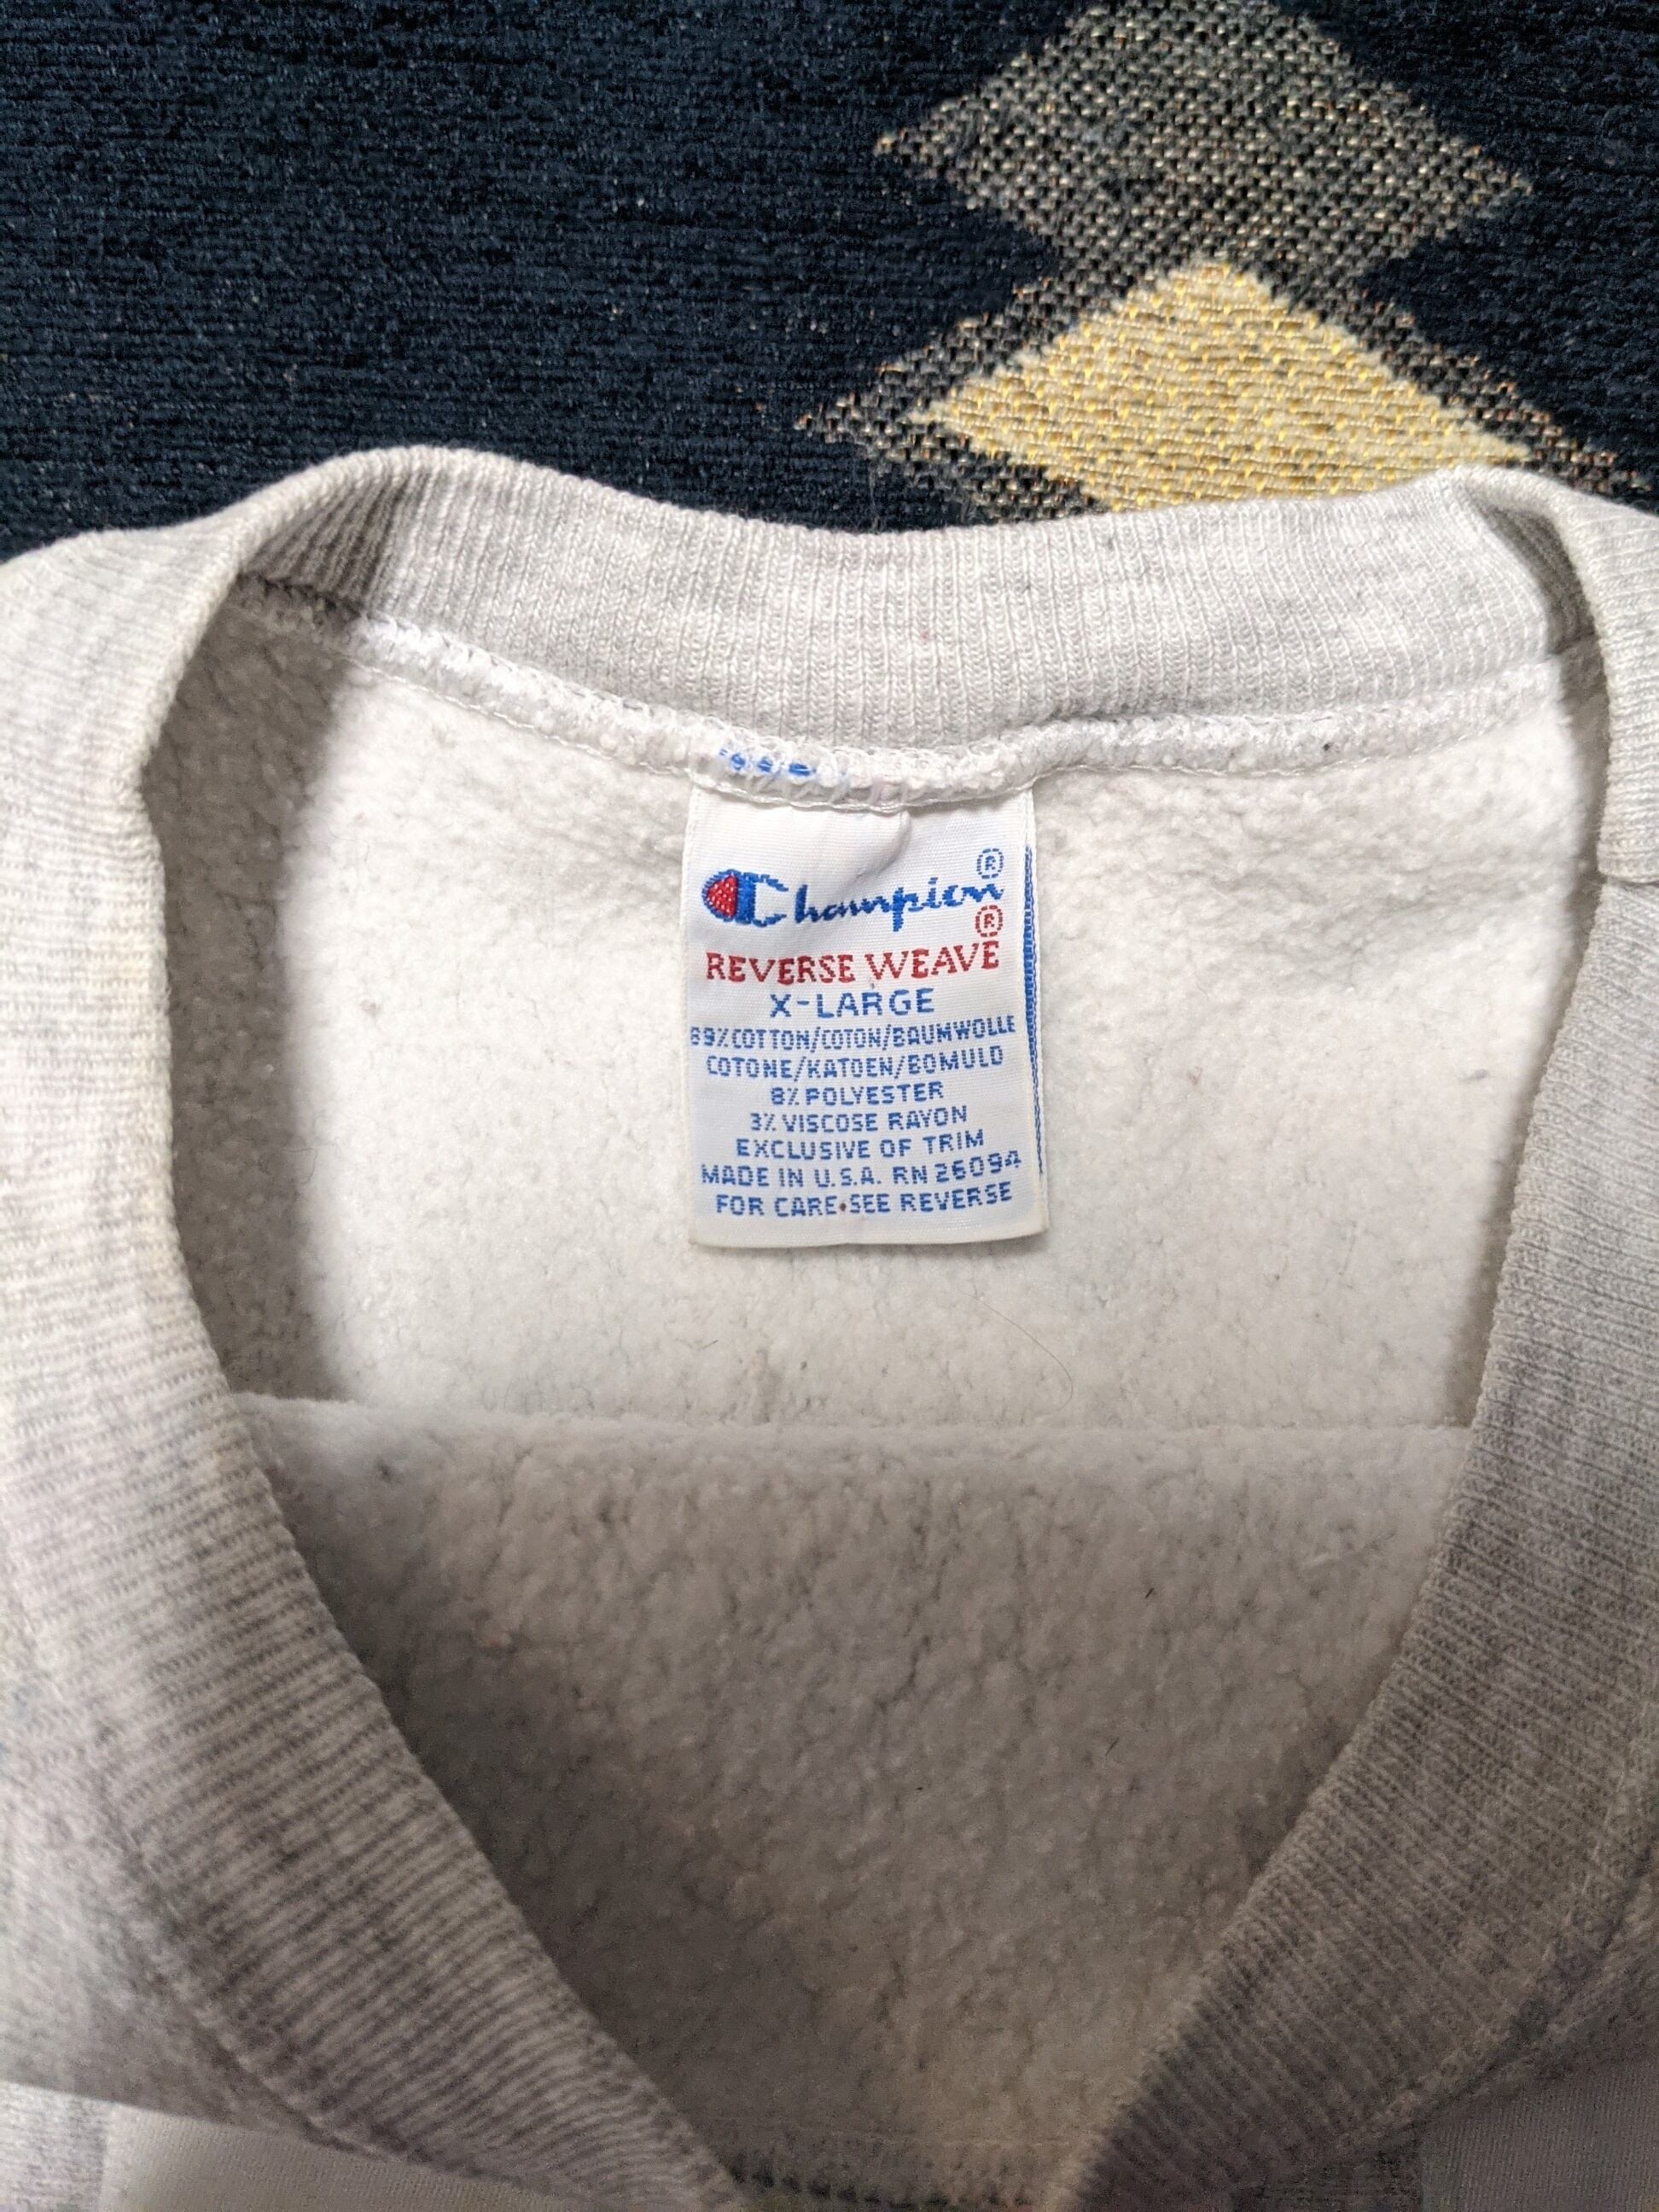 Champion®
REVERSE WEAVE®
X-LARGE
89% COTTON/COTON/BAUMWOLLE
COTONE/KATOEN/BOMULD
8% POLYESTER
3% VISCOSE RAYON
EXCLUSIVE OF TRIM
MADE IN U.S.A. RN 26094
FOR CARE•SEE REVERSE